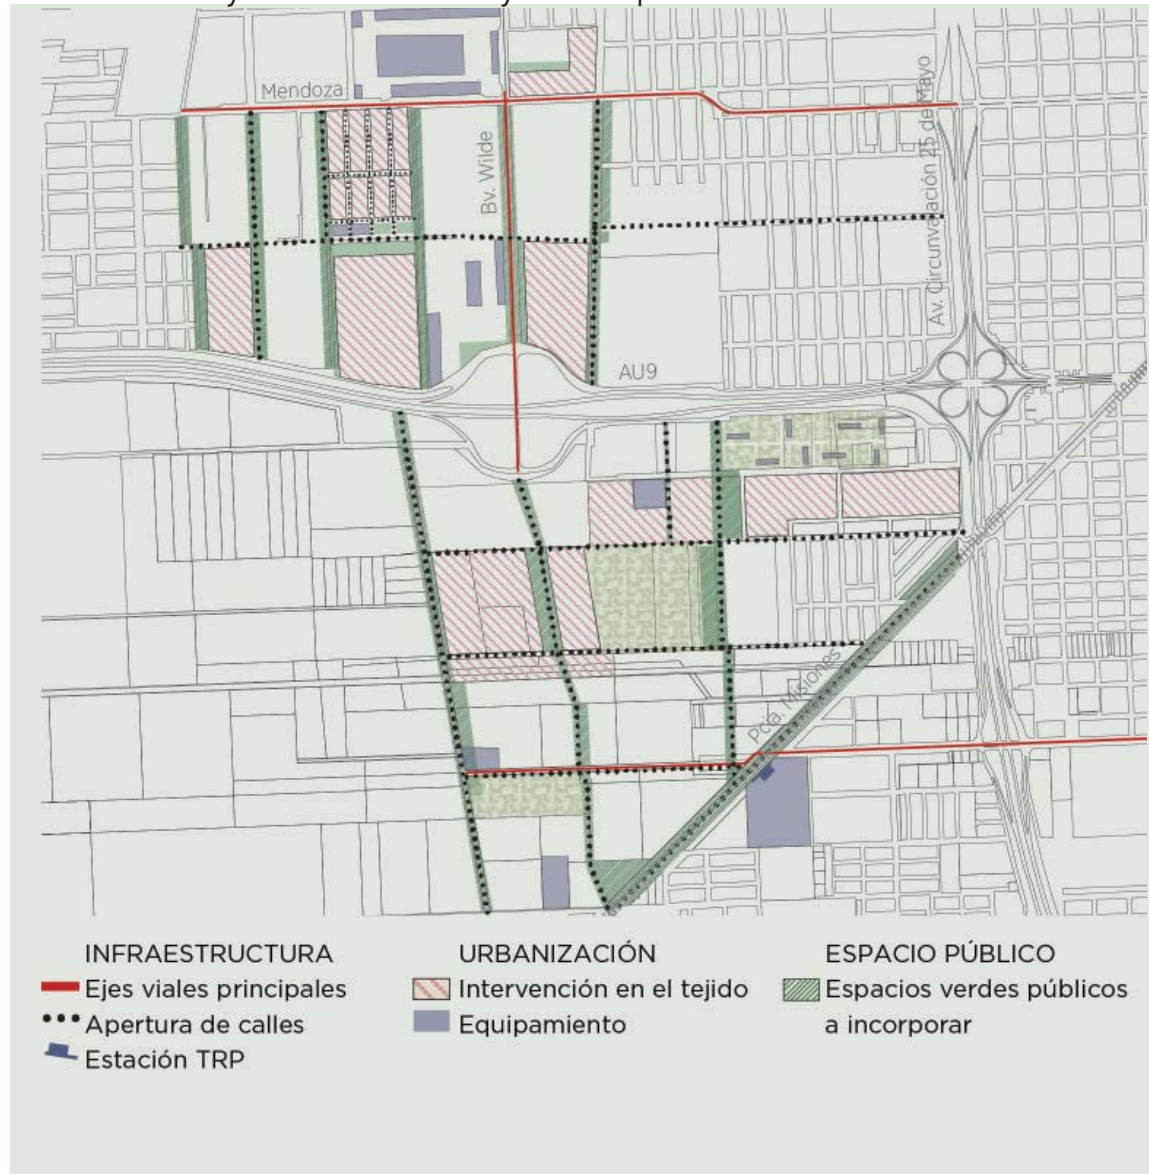 Mendoza
Bv. Wilde
Av. Circunvalación 25 de Mayo
AU9
Pcia. Misiones
INFRAESTRUCTURA
Ejes viales principales
Apertura de calles
Estación TRP
URBANIZACIÓN
Intervención en el tejido
Equipamiento
ESPACIO PÚBLICO
Espacios verdes públicos
a incorporar